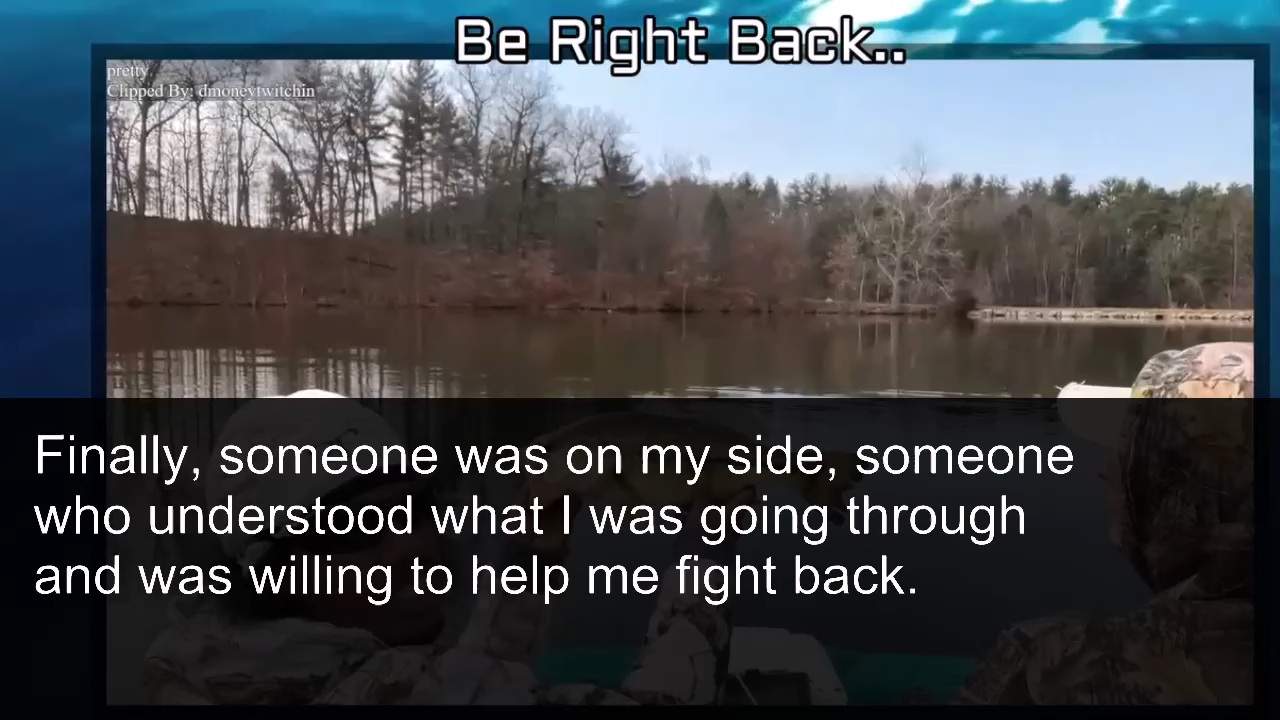 Be Right Back..
pretty
Clipped By: dmoneytwitchin
Finally, someone was on my side, someone
who understood what I was going through
and was willing to help me fight back.